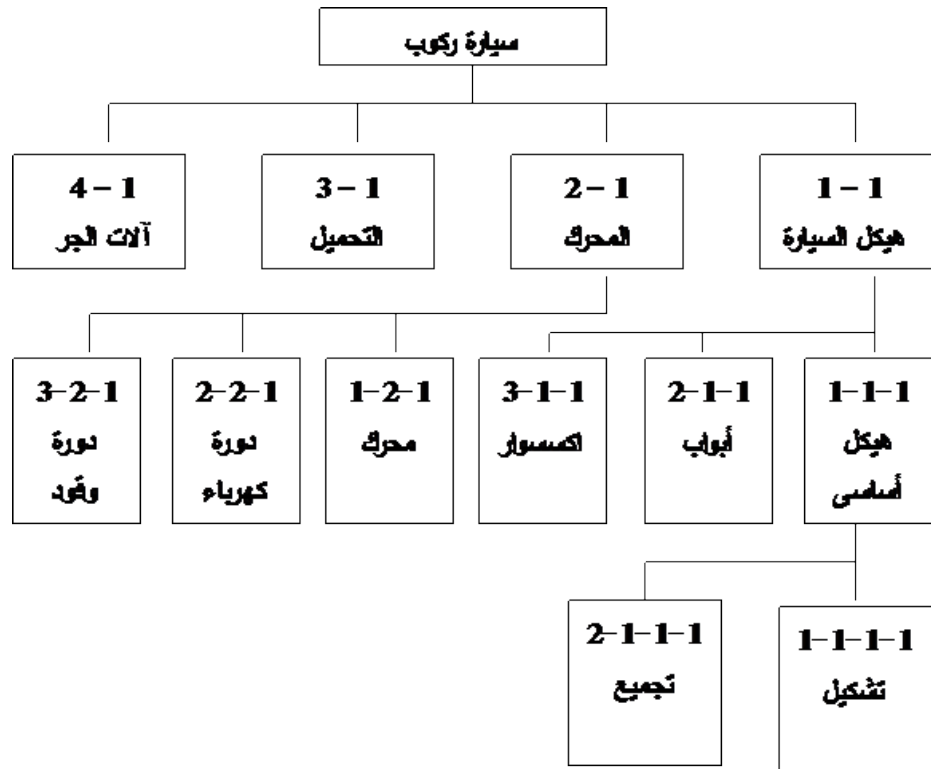 سيارة ركوب
1 – 1
هيكل السيارة
2 – 1
المحرك
3 – 1
التحميل
4 – 1
آلات الجر
1-1-1
هيكل
أساسى
2-1-1
أبواب
3-1-1
اكسسوار
1-2-1
محرك
2-2-1
دورة
كهرباء
3-2-1
دورة
وقود
1-1-1-1
تشكيل
2-1-1-1
تجميع